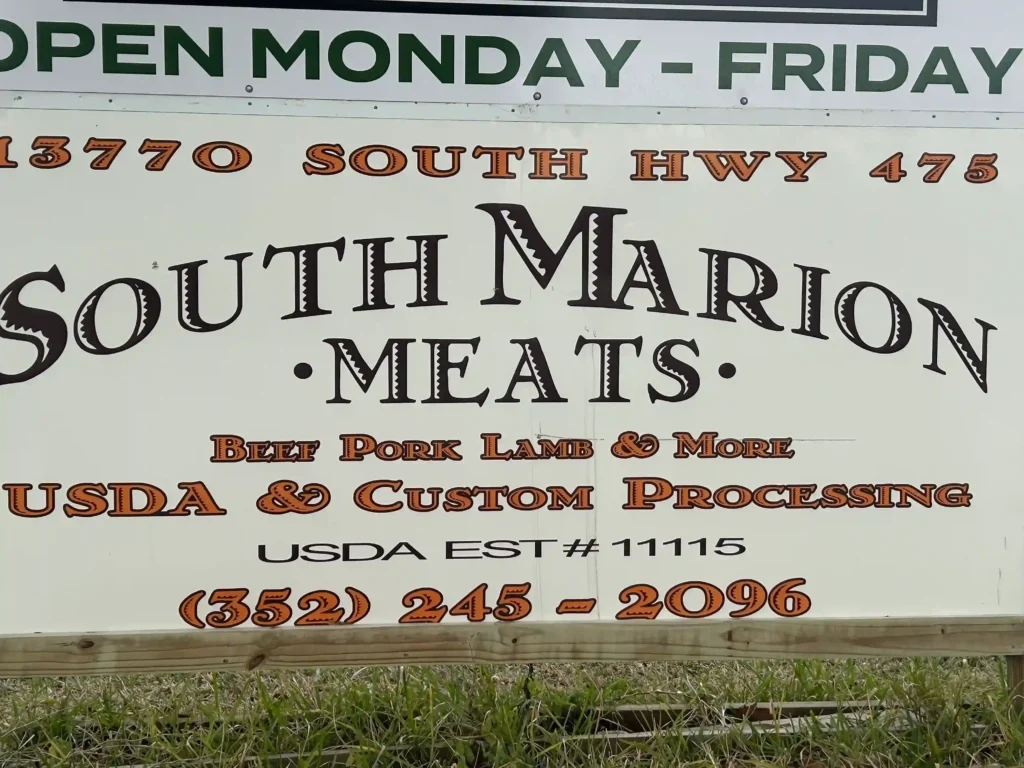 OPEN MONDAY - FRIDAY
13770 SOUTH HWY 475
SOUTH MARION
·MEATS·
BEEF PORK LAMB & MORE
USDA & CUSTOM PROCESSING
USDA EST# 11115
(352) 245 - 2096